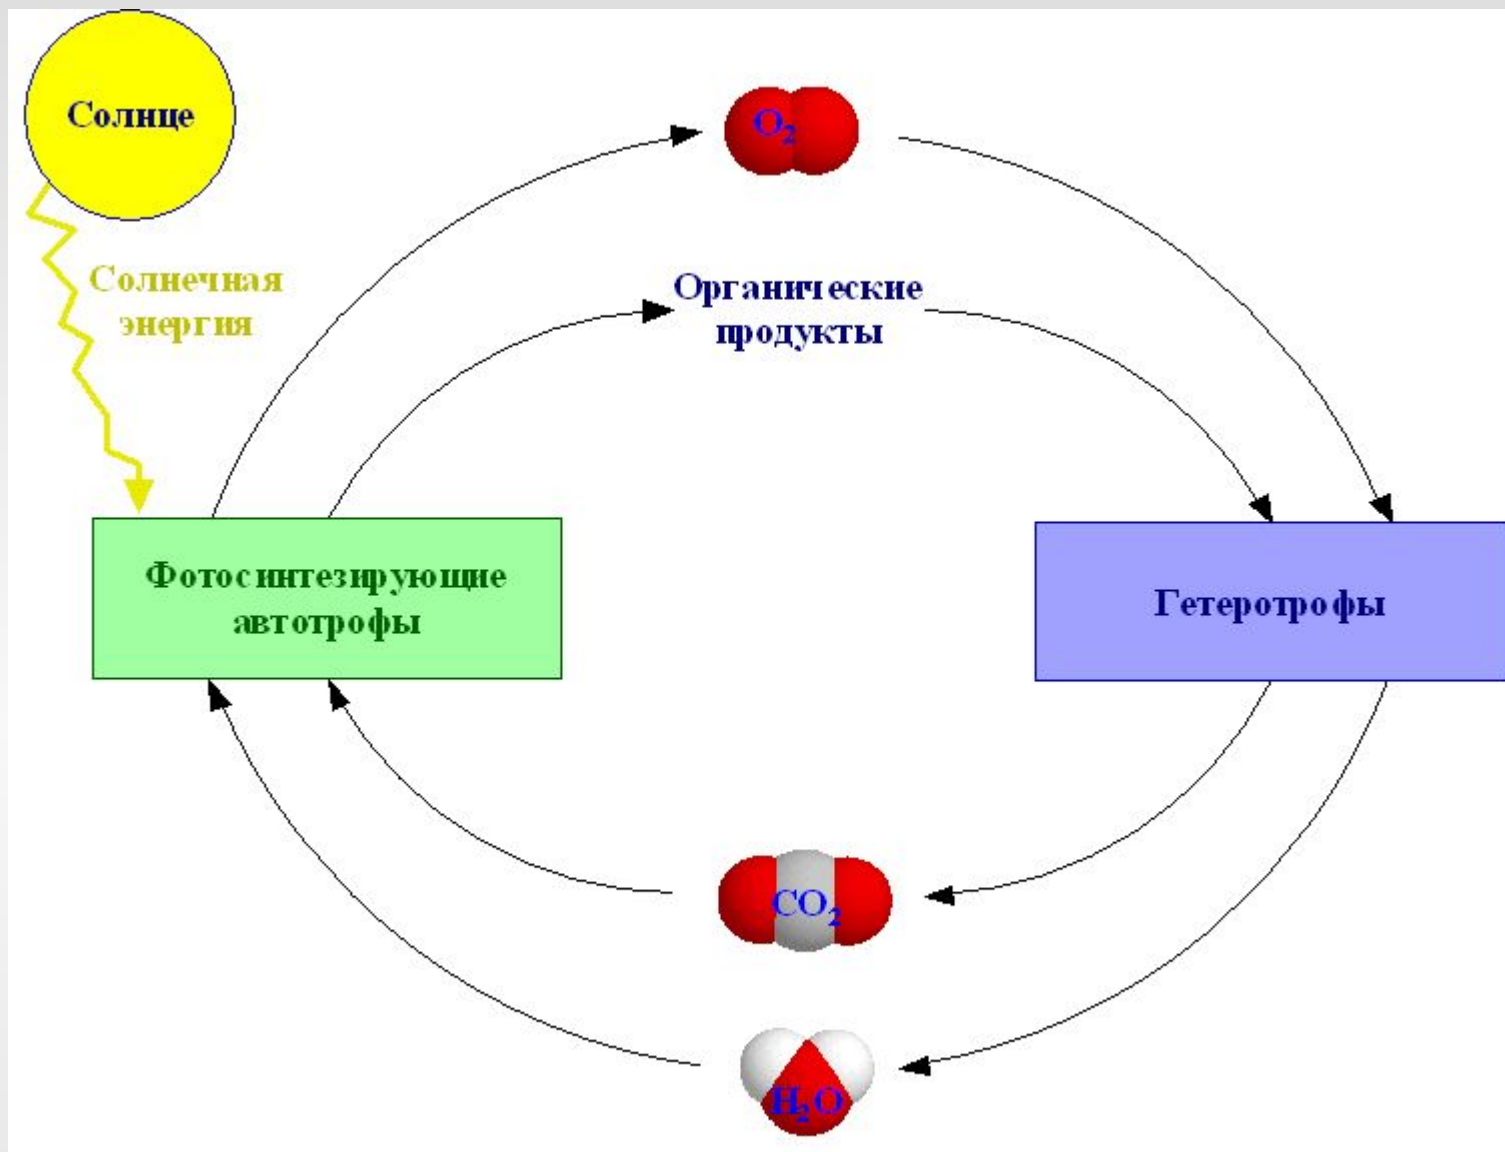 Солнце
O₂
Солнечная
энергия
Органические
продукты
Фотосинтезирующие
автотрофы
Гетеротрофы
CO₂
H₂O